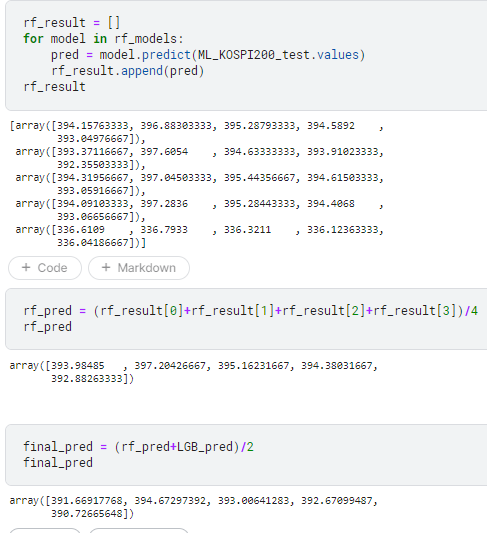 rf_result = []
for model in rf_models:
    pred = model.predict(ML_KOSPI200_test.values)
    rf_result.append(pred)
rf_result
[array([394.15763333, 396.88303333, 395.28793333, 394.5892    ,
        393.04976667]),
 array([393.37116667, 397.6054    , 394.63333333, 393.91023333,
        392.35503333]),
 array([394.31956667, 397.04503333, 395.44356667, 394.61503333,
        393.05916667]),
 array([394.09103333, 397.2836    , 395.28443333, 394.4068    ,
        393.06656667]),
 array([336.6109    , 336.7933    , 336.3211    , 336.12363333,
        336.04186667])]
+ Code + Markdown
rf_pred = (rf_result[0]+rf_result[1]+rf_result[2]+rf_result[3])/4
rf_pred
array([393.98485   , 397.20426667, 395.16231667, 394.38031667,
       392.88263333])
final_pred = (rf_pred+LGB_pred)/2
final_pred
array([391.66917768, 394.67297392, 393.00641283, 392.67099487,
       390.72665648])